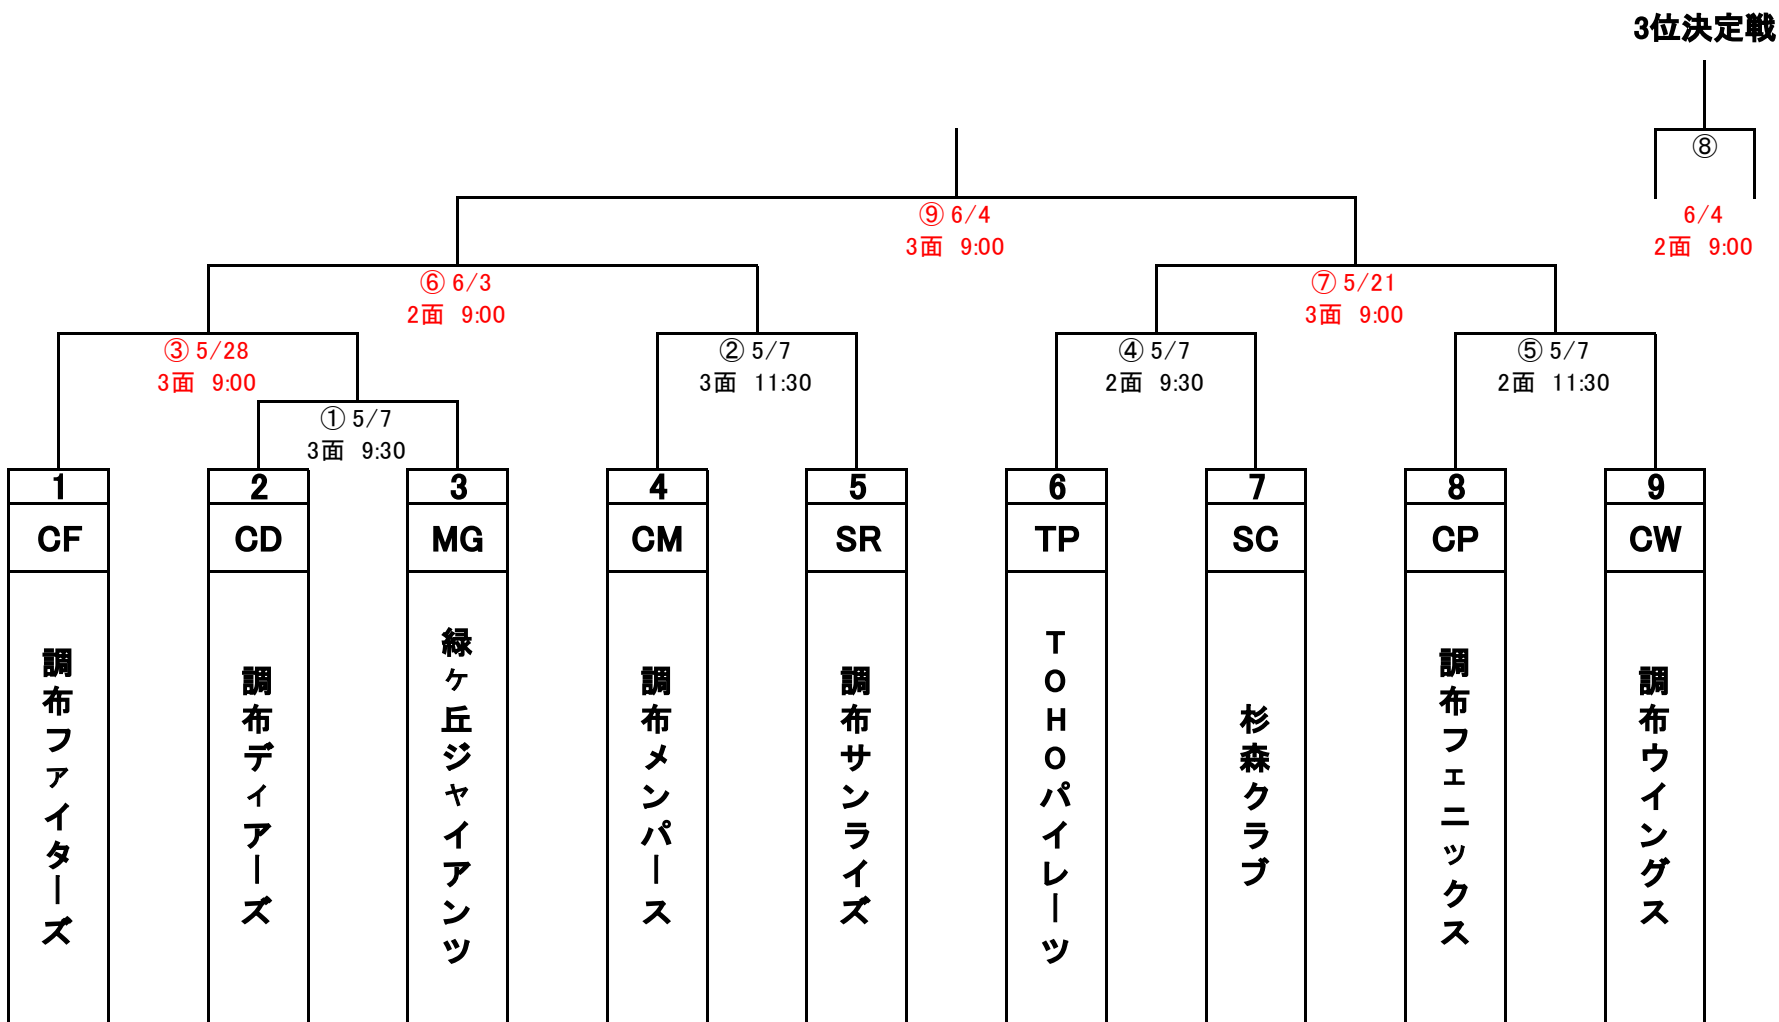 3位決定戦
⑧
⑨ 6/4
3面 9:00
6/4
2面 9:00
⑥ 6/3
2面 9:00
⑦ 5/21
3面 9:00
③ 5/28
3面 9:00
② 5/7
3面 11:30
④ 5/7
2面 9:30
⑤ 5/7
2面 11:30
① 5/7
3面 9:30
1
CF
調布ファイターズ
2
CD
調布ディアーズ
3
MG
緑ヶ丘ジャイアンツ
4
CM
調布メンパース
5
SR
調布サンライズ
6
TP
TOHOパイレーツ
7
SC
杉森クラブ
8
CP
調布フェニックス
9
CW
調布ウイングス